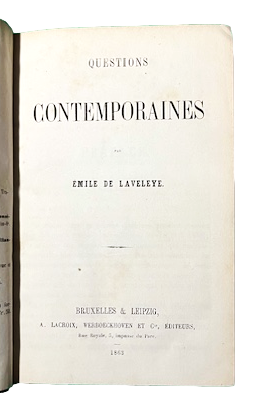 QUESTIONS
CONTEMPORAINES
PAR
EMILE DE LAVELEYE.
BRUXELLES & LEIPZIG,
A. LACROIX, VERBOECKHOVEN ET Cie, ÉDITEURS,
Rue Royale, 3, impasse du Parc.
1863